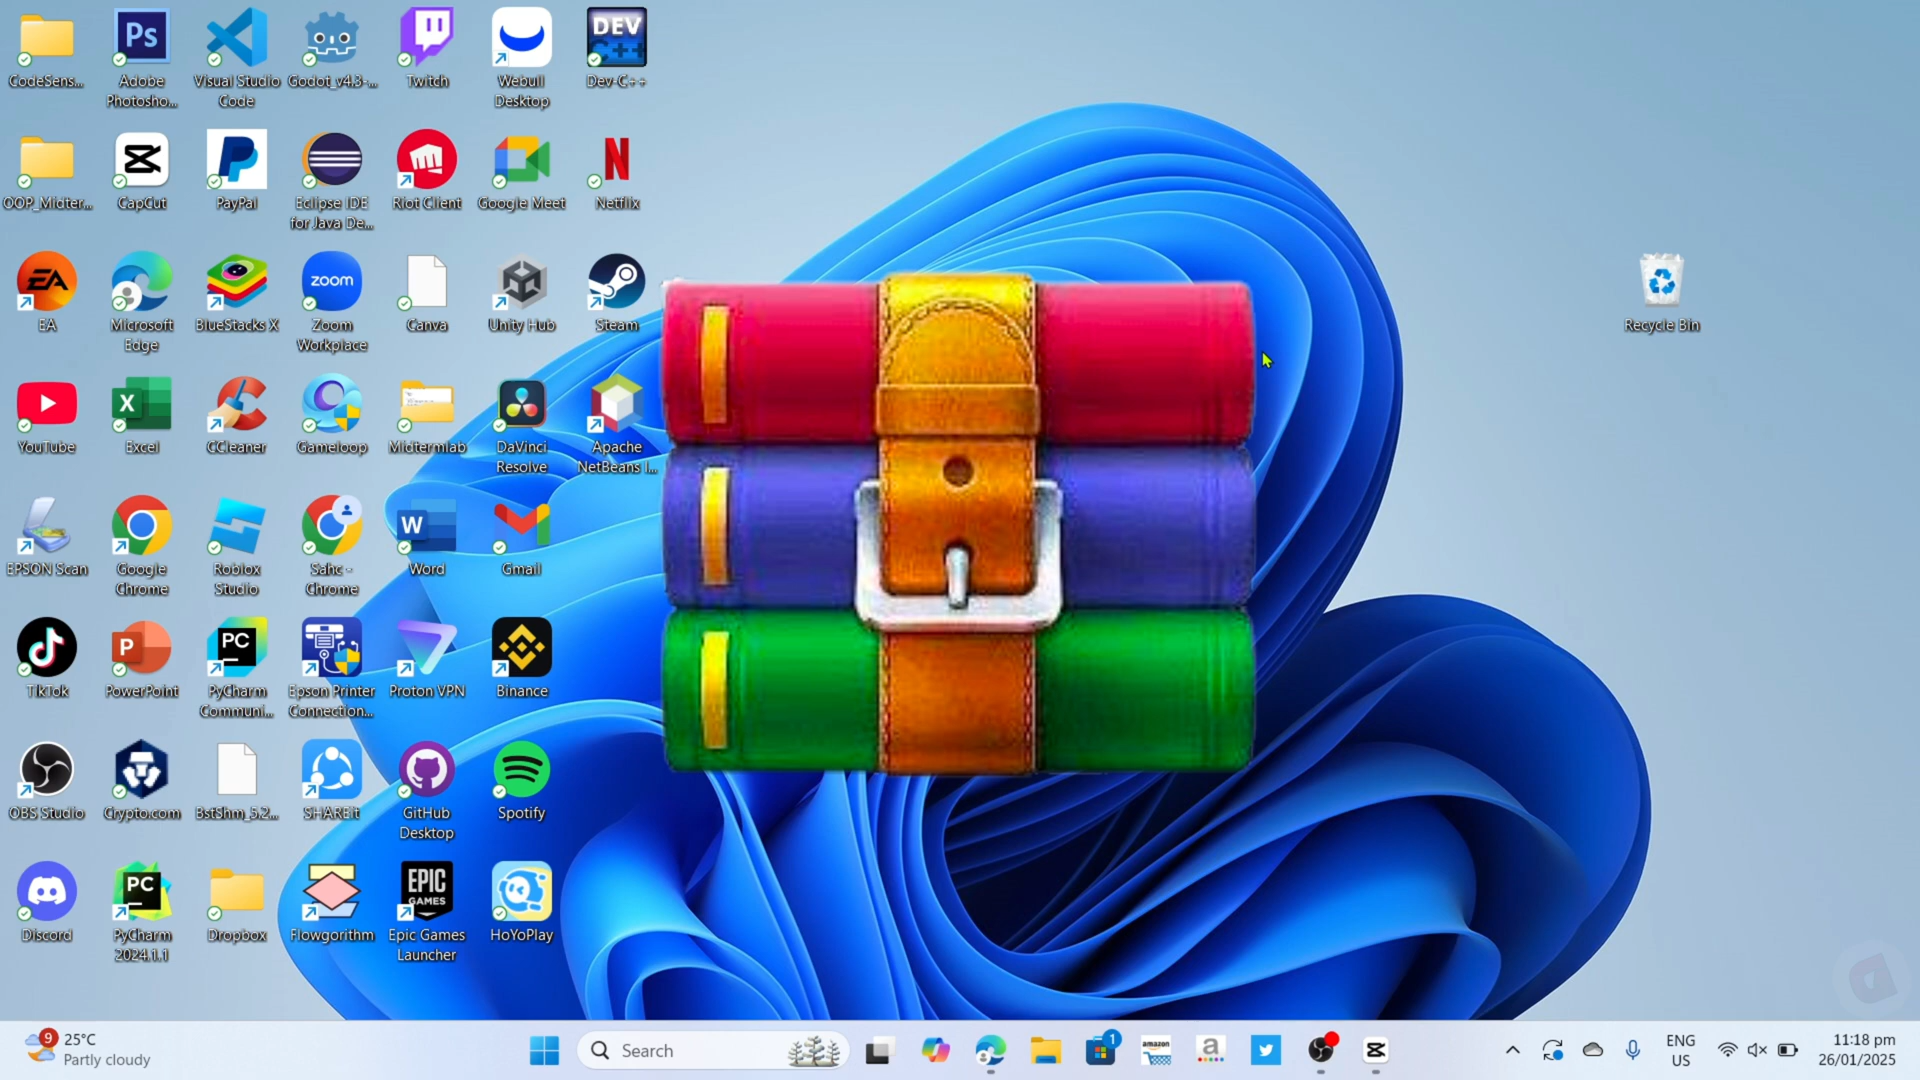 CodeSens...
Ps
Adobe
Photosho...
Visual Studio
Code
Godot_v4.3-...
Twitch
Webull
Desktop
DEV
C++
Dev-C++
OOP_Midter...
CapCut
PayPal
Eclipse IDE
for Java De...
Riot Client
Google Meet
Netflix
EA
Microsoft
Edge
BlueStacks X
zoom
Zoom
Workplace
Canva
Unity Hub
Steam
YouTube
X
Excel
CCleaner
Gameloop
Midtermlab
DaVinci
Resolve
Apache
NetBeans I...
EPSON Scan
Google
Chrome
Roblox
Studio
Sahc -
Chrome
W
Word
Gmail
TikTok
P
PowerPoint
PC
PyCharm
Communi...
Epson Printer
Connection...
Proton VPN
Binance
OBS Studio
Crypto.com
BstShm_5.2...
SHAREit
GitHub
Desktop
Spotify
Discord
PC
PyCharm
2024.1.1
Dropbox
Flowgorithm
EPIC
GAMES
Epic Games
Launcher
HoYoPlay
Recycle Bin
9
25°C
Partly cloudy
Search
1
amazon
a
ENG
US
11:18 pm
26/01/2025